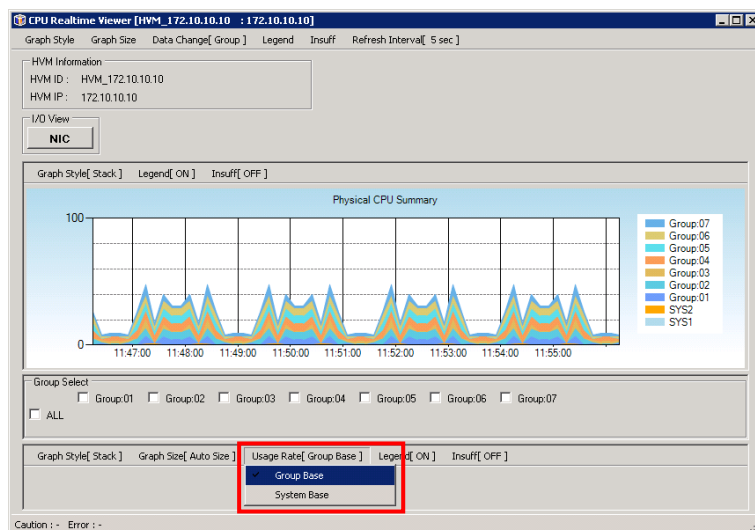 CPU Realtime Viewer [HVM_172.10.10.10 : 172.10.10.10]
Graph Style Graph Size Data Change[ Group ] Legend Insuff Refresh Interval[ 5 sec ]
HVM Information
HVM ID : HVM_172.10.10.10
HVM IP : 172.10.10.10
I/O View
NIC
Graph Style[ Stack ] Legend[ ON ] Insuff[ OFF ]
Physical CPU Summary
100
0
11:47:00 11:48:00 11:49:00 11:50:00 11:51:00 11:52:00 11:53:00 11:54:00 11:55:00
Group:07
Group:06
Group:05
Group:04
Group:03
Group:02
Group:01
SYS2
SYS1
Group Select
Group:01 Group:02 Group:03 Group:04 Group:05 Group:06 Group:07
ALL
Graph Style[ Stack ] Graph Size[ Auto Size ] Usage Rate[ Group Base ] Legend[ ON ] Insuff[ OFF ]
Group Base
System Base
Caution : - Error : -